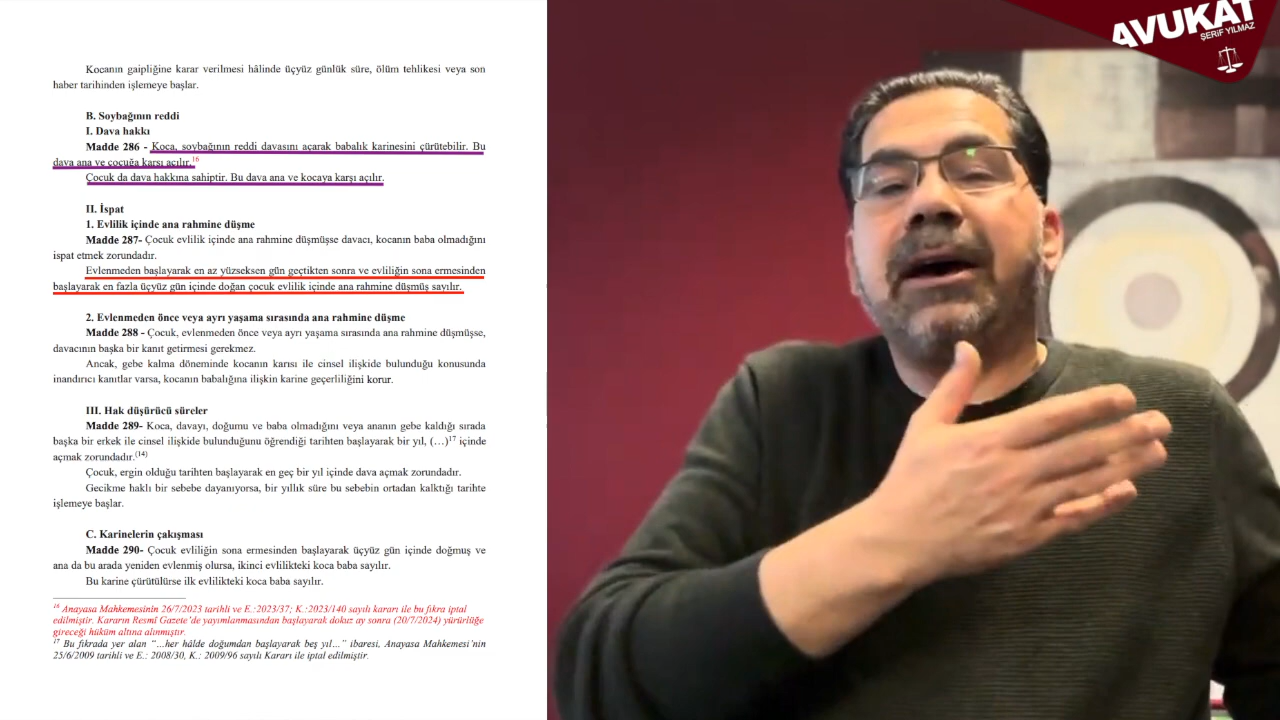 Kocanın gaipliğine karar verilmesi hâlinde üçyüz günlük süre, ölüm tehlikesi veya son
haber tarihinden işlemeye başlar.
B. Soybağının reddi
I. Dava hakkı
Madde 286 - Koca, soybağının reddi davasını açarak babalık karinesini çürütebilir. Bu
dava ana ve çocuğa karşı açılır.16
Çocuk da dava hakkına sahiptir. Bu dava ana ve kocaya karşı açılır.
II. İspat
1. Evlilik içinde ana rahmine düşme
Madde 287- Çocuk evlilik içinde ana rahmine düşmüşse davacı, kocanın baba olmadığını
ispat etmek zorundadır.
Evlenmeden başlayarak en az yüzseksen gün geçtikten sonra ve evliliğin sona ermesinden
başlayarak en fazla üçyüz gün içinde doğan çocuk evlilik içinde ana rahmine düşmüş sayılır.
2. Evlenmeden önce veya ayrı yaşama sırasında ana rahmine düşme
Madde 288 - Çocuk, evlenmeden önce veya ayrı yaşama sırasında ana rahmine düşmüşse,
davacının başka bir kanıt getirmesi gerekmez.
Ancak, gebe kalma döneminde kocanın karısı ile cinsel ilişkide bulunduğu konusunda
inandırıcı kanıtlar varsa, kocanın babalığına ilişkin karine geçerliliğini korur.
III. Hak düşürücü süreler
Madde 289- Koca, davayı, doğumu ve baba olmadığını veya ananın gebe kaldığı sırada
başka bir erkek ile cinsel ilişkide bulunduğunu öğrendiği tarihten başlayarak bir yıl, (…)17 içinde
açmak zorundadır.(14)
Çocuk, ergin olduğu tarihten başlayarak en geç bir yıl içinde dava açmak zorundadır.
Gecikme haklı bir sebebe dayanıyorsa, bir yıllık süre bu sebebin ortadan kalktığı tarihte
işlemeye başlar.
C. Karinelerin çakışması
Madde 290- Çocuk evliliğin sona ermesinden başlayarak üçyüz gün içinde doğmuş ve
ana da bu arada yeniden evlenmiş olursa, ikinci evlilikteki koca baba sayılır.
Bu karine çürütülürse ilk evlilikteki koca baba sayılır.
16 Anayasa Mahkemesinin 26/7/2023 tarihli ve E.:2023/37; K.:2023/140 sayılı kararı ile bu fıkra iptal
edilmiştir. Kararın Resmî Gazete'de yayımlanmasından başlayarak dokuz ay sonra (20/7/2024) yürürlüğe
gireceği hüküm altına alınmıştır.
17 Bu fıkrada yer alan “…her hâlde doğumdan başlayarak beş yıl…” ibaresi, Anayasa Mahkemesi'nin
25/6/2009 tarihli ve E.: 2008/30, K.: 2009/96 sayılı Kararı ile iptal edilmiştir.
AVUKAT
ŞERİF YILMAZ